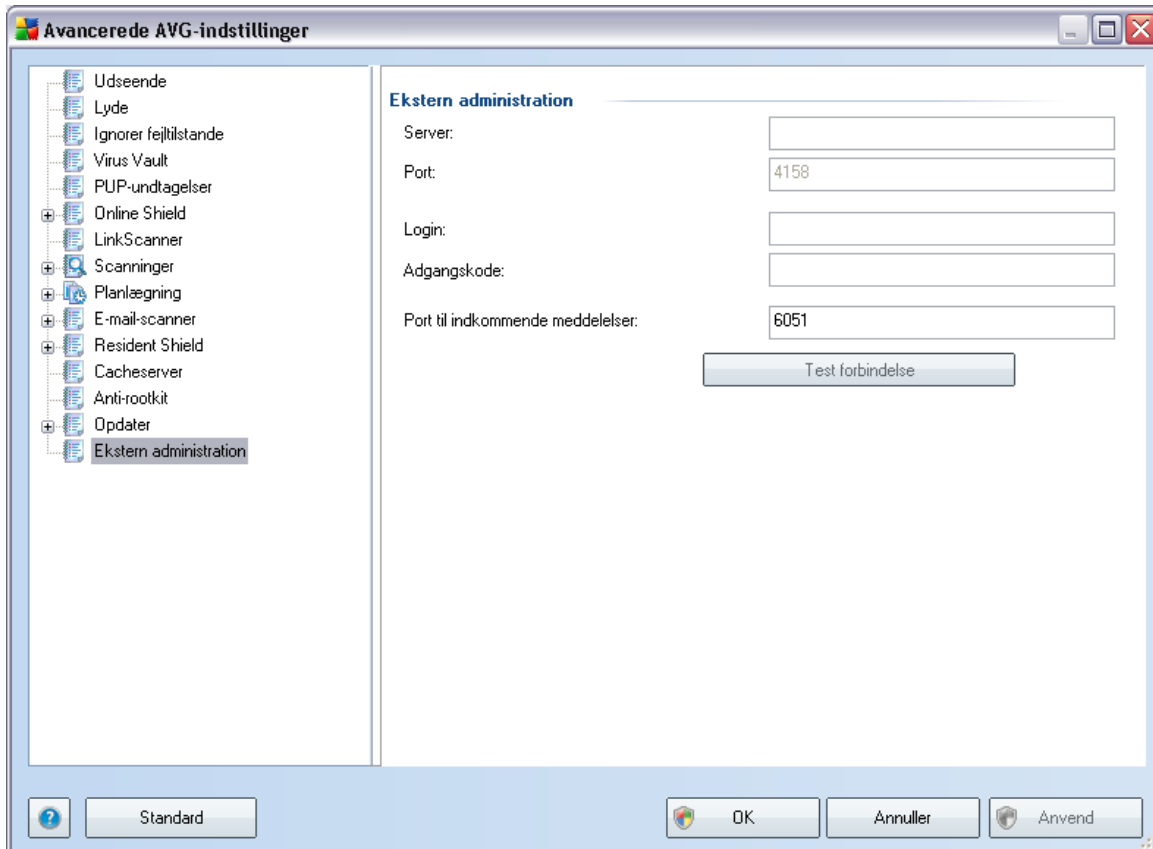 Avancerede AVG-indstillinger
Udseende
Lyde
Ignorer fejltilstande
Virus Vault
PUP-undtagelser
Online Shield
LinkScanner
Scanninger
Planlægning
E-mail-scanner
Resident Shield
Cacheserver
Anti-rootkit
Opdater
Ekstern administration
Ekstern administration
Server:
Port: 4158
Login:
Adgangskode:
Port til indkommende meddelelser: 6051
Test forbindelse
Standard OK Annuller Anvend